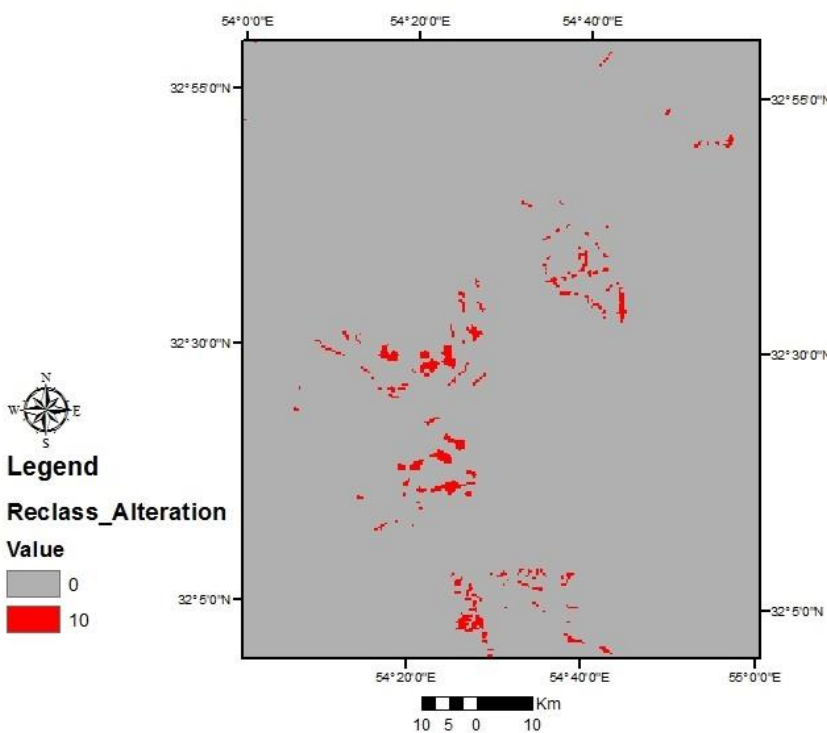 54°0'0"E 54°20'0"E 54°40'0"E
32°55'0"N 32°55'0"N
32°30'0"N 32°30'0"N
N
W E
S
Legend
Reclass_Alteration
Value
0
10
32°5'0"N 32°5'0"N
54°20'0"E 54°40'0"E 55°0'0"E
Km
10 5 0 10